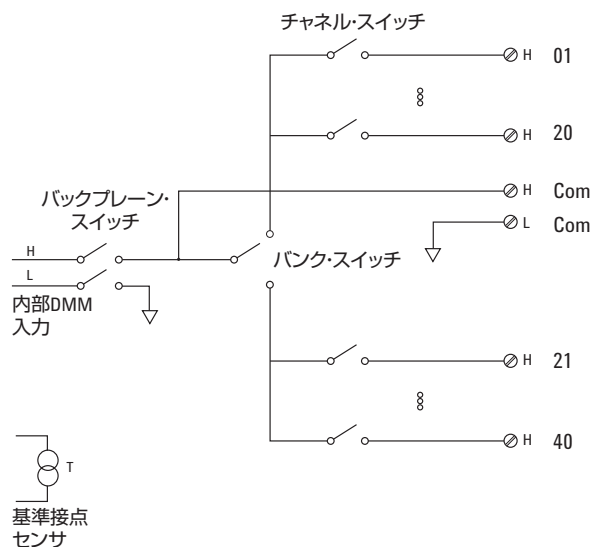 チャネル・スイッチ
H 01
H 20
バックプレーン・
スイッチ
H Com
L Com
H
バンク・スイッチ
L
内部DMM
入力
H 21
H 40
T
基準接点
センサ